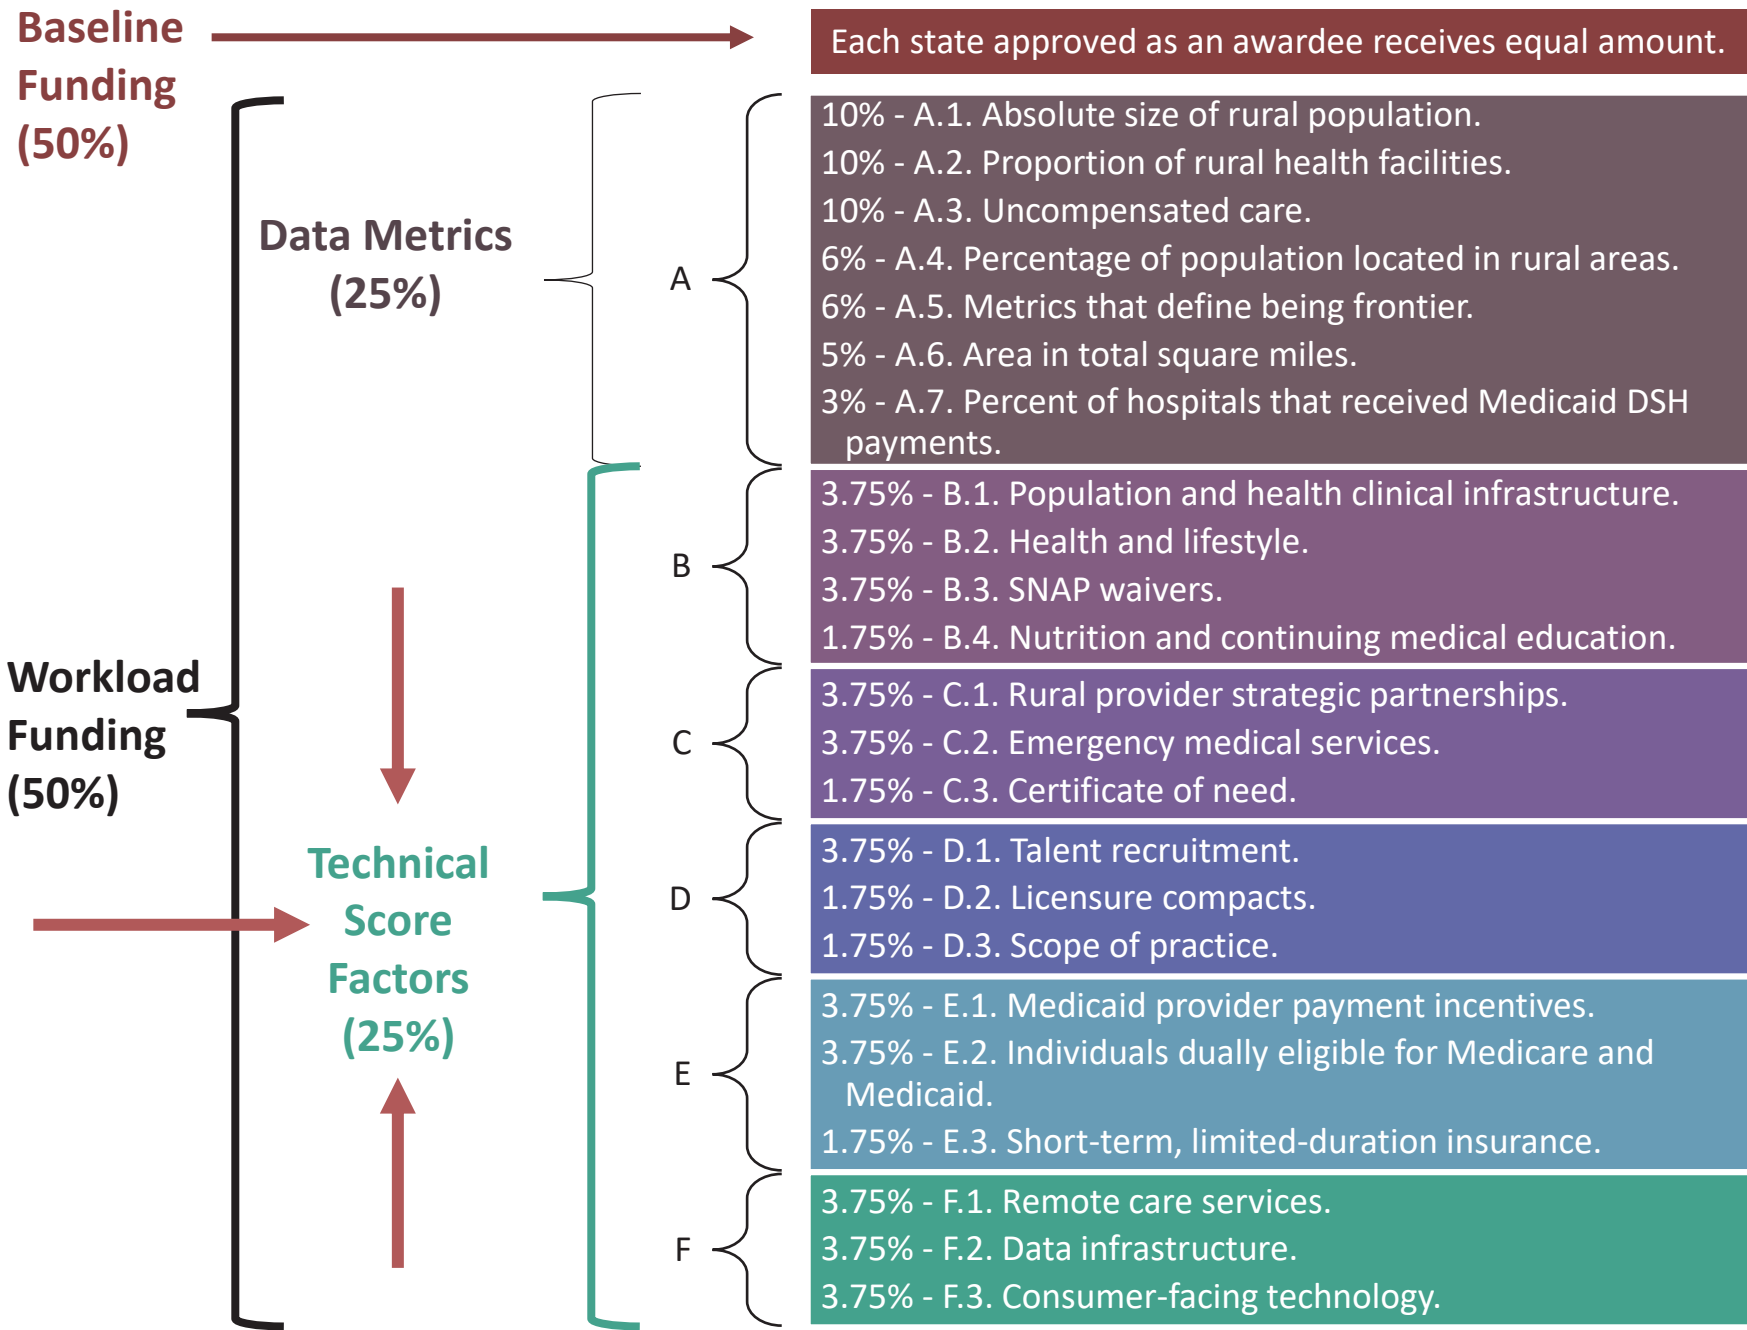 Baseline
Funding
(50%)
Each state approved as an awardee receives equal amount.
Workload
Funding
(50%)
Data Metrics
(25%)
A
10% - A.1. Absolute size of rural population.
10% - A.2. Proportion of rural health facilities.
10% - A.3. Uncompensated care.
6% - A.4. Percentage of population located in rural areas.
6% - A.5. Metrics that define being frontier.
5% - A.6. Area in total square miles.
3% - A.7. Percent of hospitals that received Medicaid DSH
payments.
Technical
Score
Factors
(25%)
B
3.75% - B.1. Population and health clinical infrastructure.
3.75% - B.2. Health and lifestyle.
3.75% - B.3. SNAP waivers.
1.75% - B.4. Nutrition and continuing medical education.
C
3.75% - C.1. Rural provider strategic partnerships.
3.75% - C.2. Emergency medical services.
1.75% - C.3. Certificate of need.
D
3.75% - D.1. Talent recruitment.
1.75% - D.2. Licensure compacts.
1.75% - D.3. Scope of practice.
E
3.75% - E.1. Medicaid provider payment incentives.
3.75% - E.2. Individuals dually eligible for Medicare and
Medicaid.
1.75% - E.3. Short-term, limited-duration insurance.
F
3.75% - F.1. Remote care services.
3.75% - F.2. Data infrastructure.
3.75% - F.3. Consumer-facing technology.